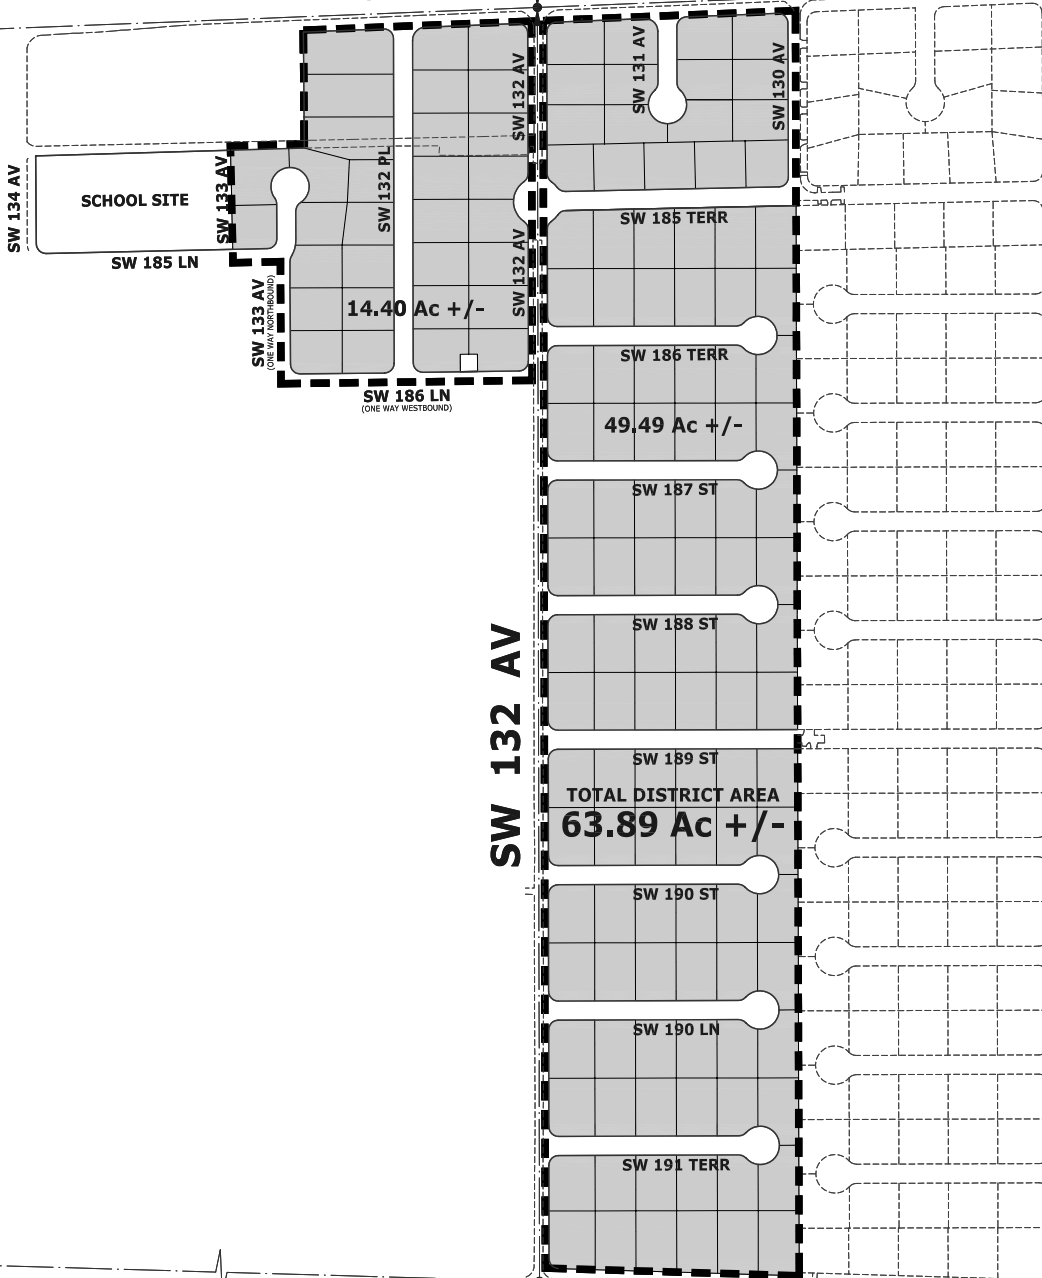 SW 131 AV
SW 132 AV
SW 130 AV
SW 134 AV
SCHOOL SITE
SW 133 AV
SW 132 PL
SW 185 TERR
SW 185 LN
SW 132 AV
SW 133 AV
(ONE WAY NORTHBOUND)
14.40 Ac +/-
SW 186 TERR
SW 186 LN
(ONE WAY WESTBOUND)
49.49 Ac +/-
SW 187 ST
SW 188 ST
SW 132 AV
SW 189 ST
TOTAL DISTRICT AREA
63.89 Ac +/-
SW 190 ST
SW 190 LN
SW 191 TERR